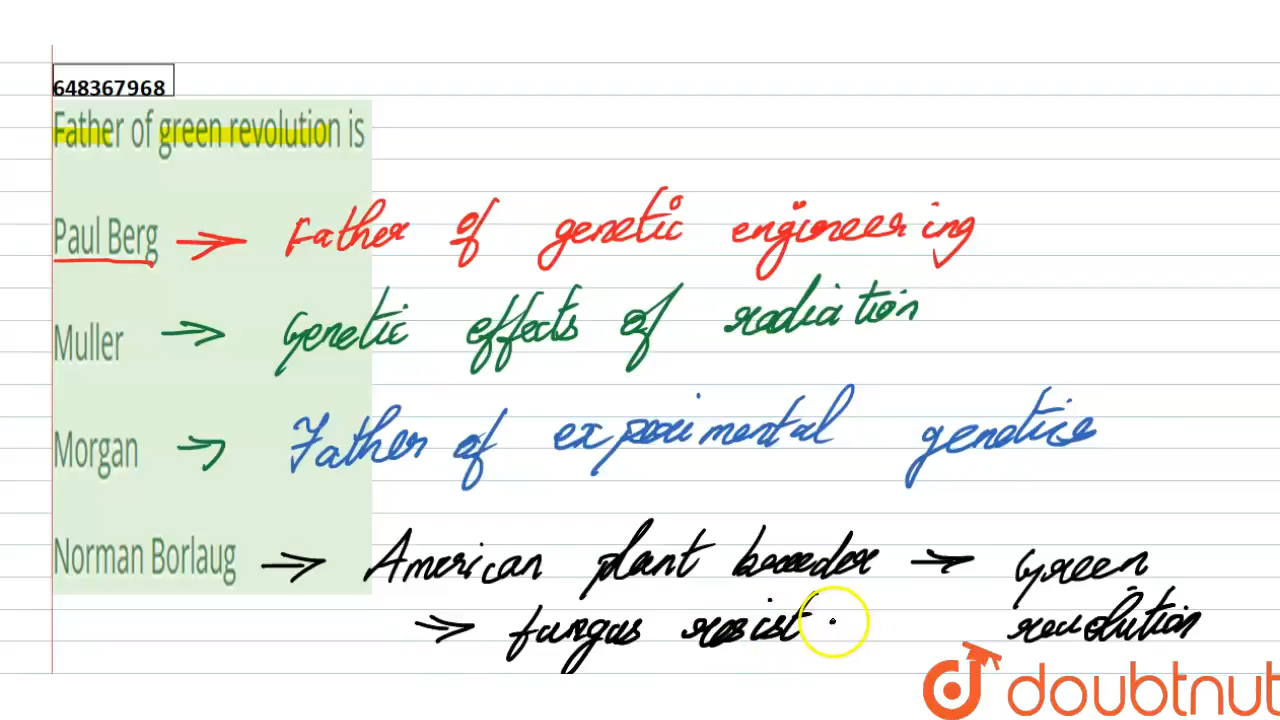 648367968
Father of green revolution is
Paul Berg → Father of genetic engineering
Muller → Genetic effects of radiation
Morgan → Father of experimental genetics
Norman Borlaug → American plant breeder → Green
→ fungus resist revolution
doubtnut